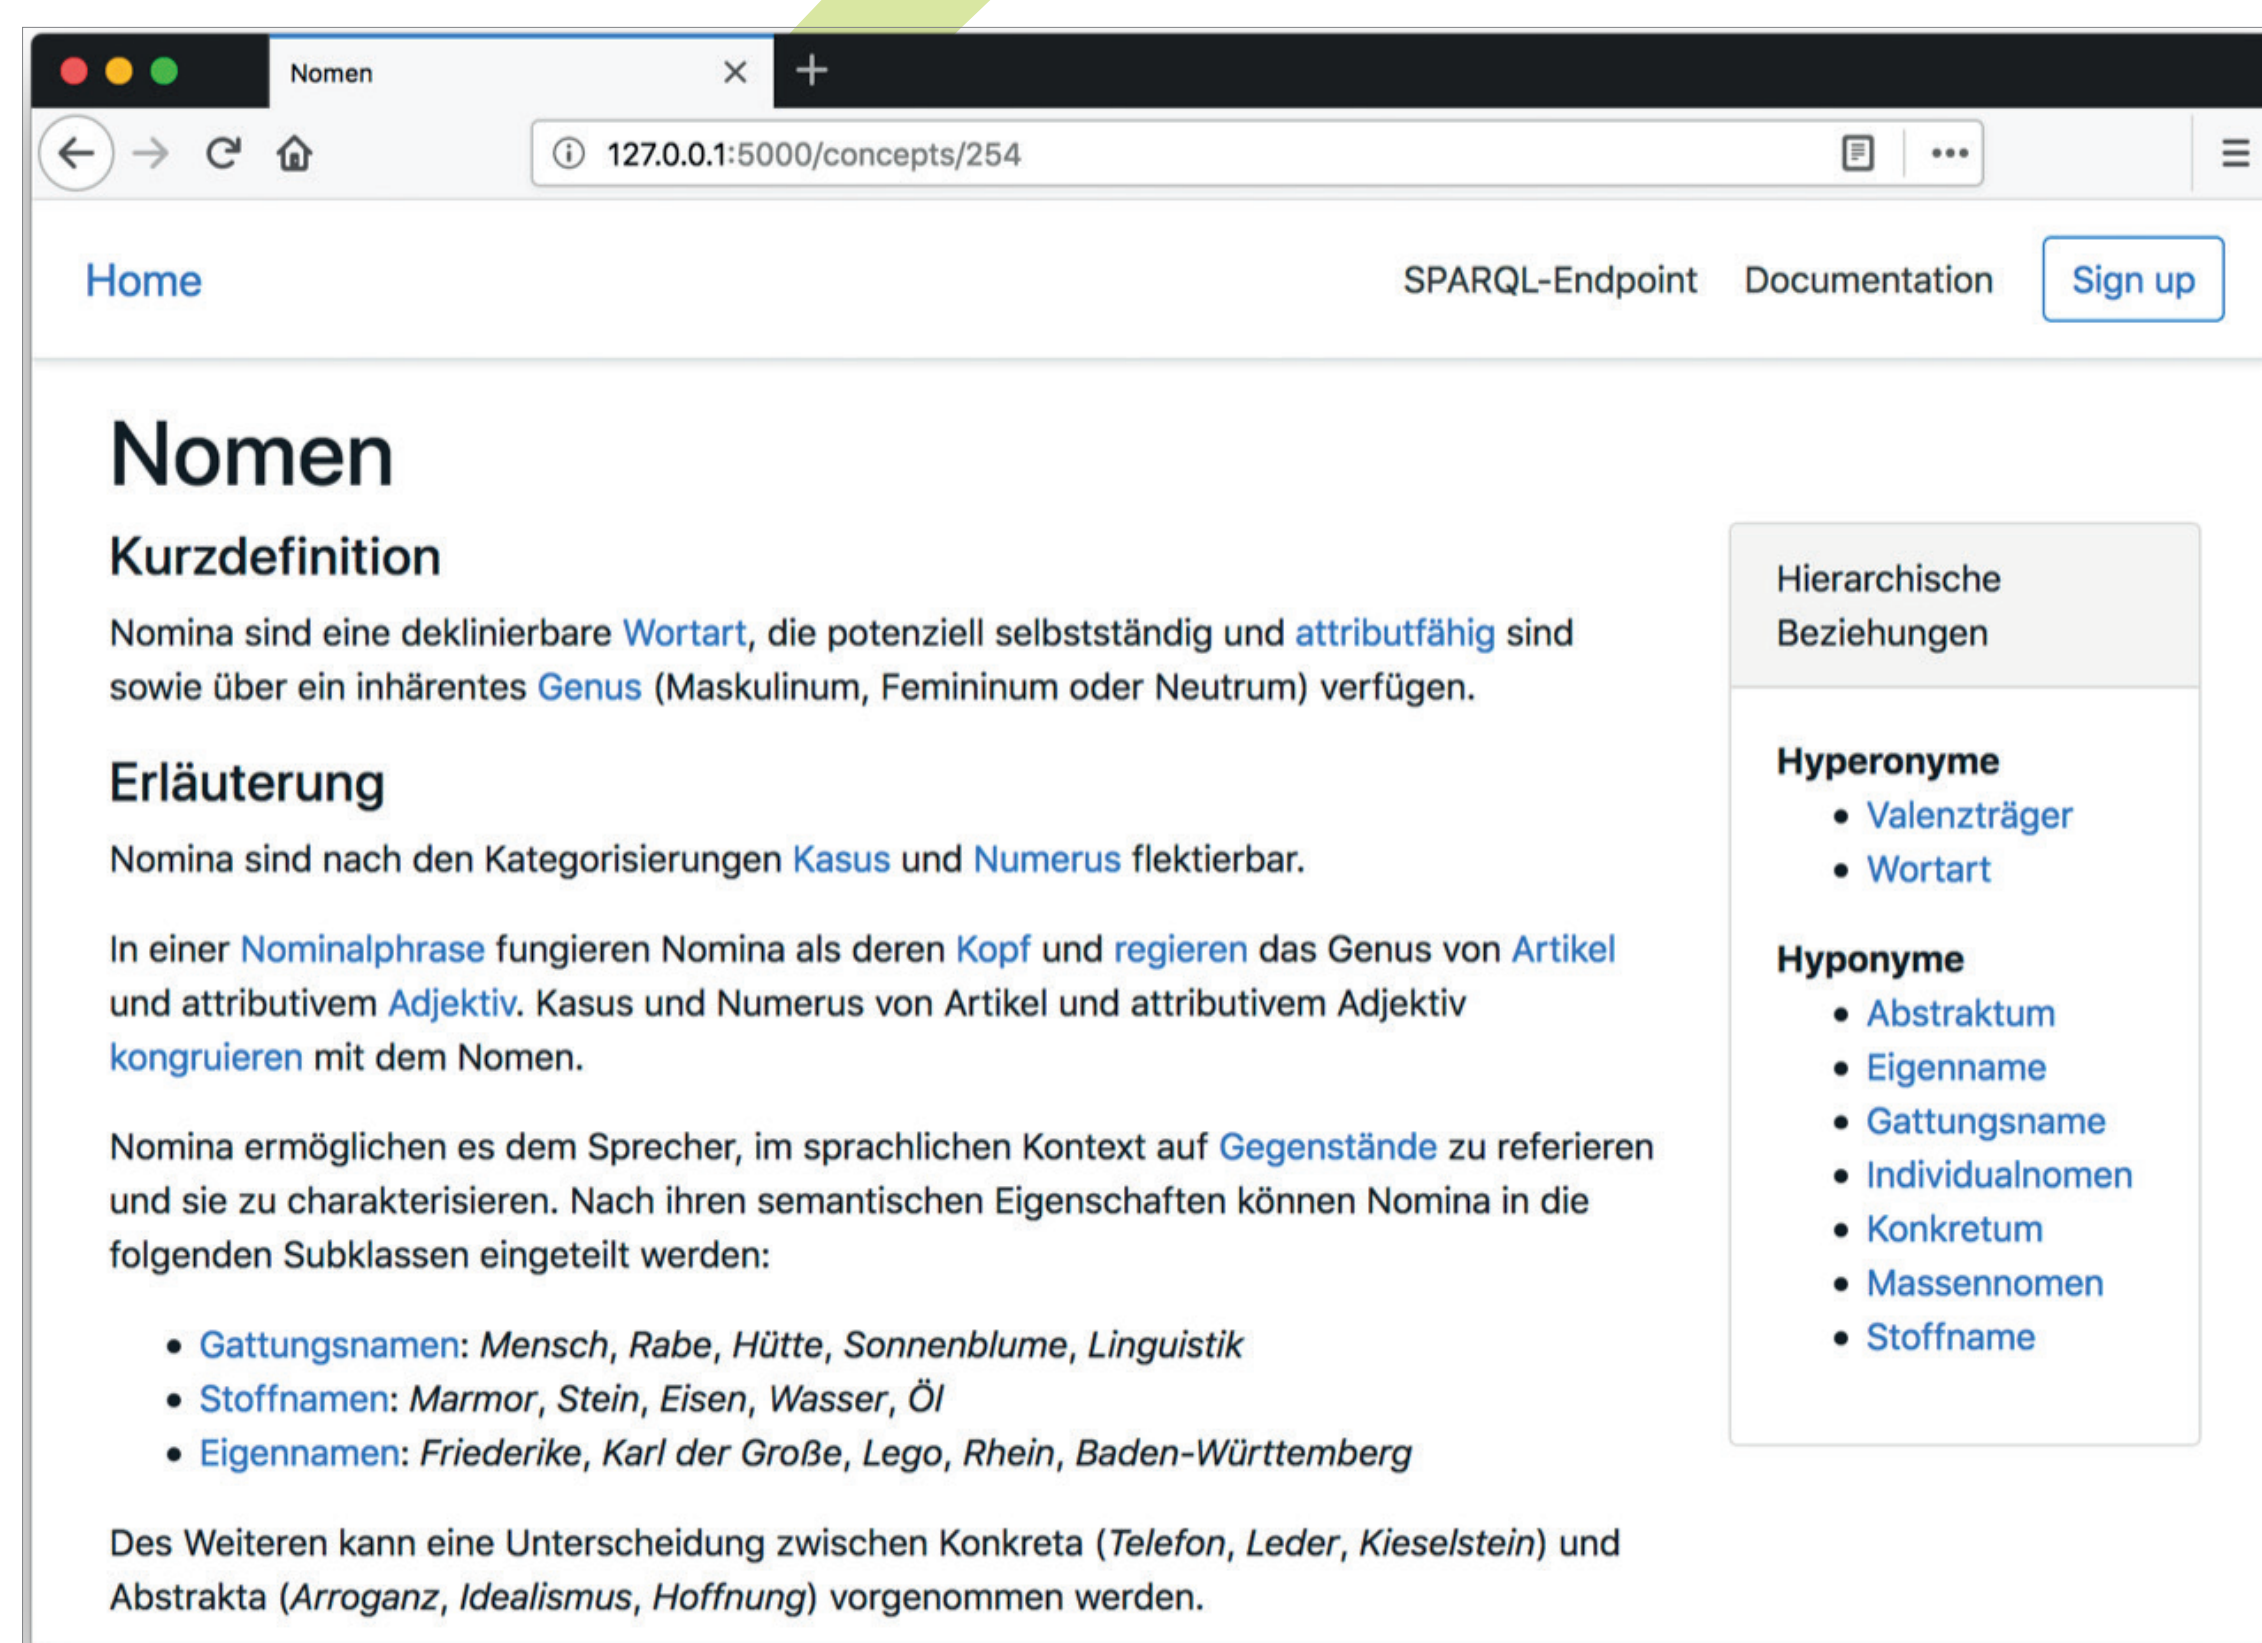 Nomen
127.0.0.1:5000/concepts/254
Home
SPARQL-Endpoint
Documentation
Sign up
Nomen
Kurzdefinition
Nomina sind eine deklinierbare Wortart, die potenziell selbstständig und attributfähig sind
sowie über ein inhärentes Genus (Maskulinum, Femininum oder Neutrum) verfügen.
Erläuterung
Nomina sind nach den Kategorisierungen Kasus und Numerus flektierbar.
In einer Nominalphrase fungieren Nomina als deren Kopf und regieren das Genus von Artikel
und attributivem Adjektiv. Kasus und Numerus von Artikel und attributivem Adjektiv
kongruieren mit dem Nomen.
Nomina ermöglichen es dem Sprecher, im sprachlichen Kontext auf Gegenstände zu referieren
und sie zu charakterisieren. Nach ihren semantischen Eigenschaften können Nomina in die
folgenden Subklassen eingeteilt werden:
• Gattungsnamen: Mensch, Rabe, Hütte, Sonnenblume, Linguistik
• Stoffnamen: Marmor, Stein, Eisen, Wasser, Öl
• Eigennamen: Friederike, Karl der Große, Lego, Rhein, Baden-Württemberg
Des Weiteren kann eine Unterscheidung zwischen Konkreta (Telefon, Leder, Kieselstein) und
Abstrakta (Arroganz, Idealismus, Hoffnung) vorgenommen werden.
Hierarchische
Beziehungen
Hyperonyme
• Valenzträger
• Wortart
Hyponyme
• Abstraktum
• Eigenname
• Gattungsname
• Individualnomen
• Konkretum
• Massennomen
• Stoffname